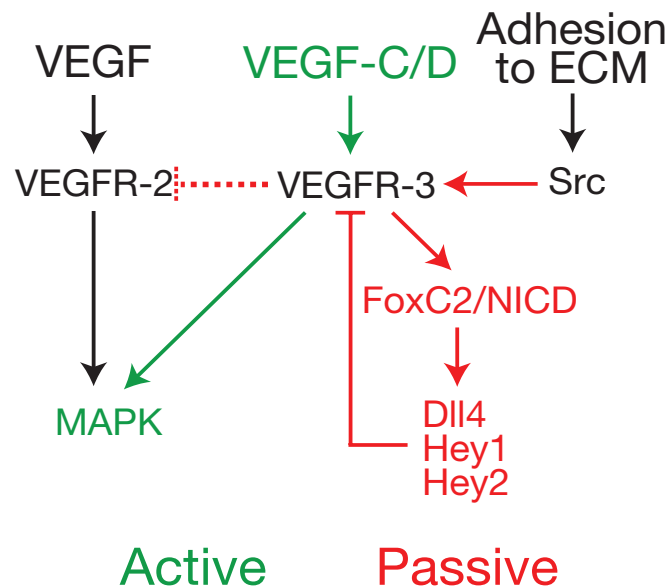 VEGF
VEGF-C/D
Adhesion
to ECM
VEGFR-2
VEGFR-3
Src
FoxC2/NICD
MAPK
Dll4
Hey1
Hey2
Active
Passive